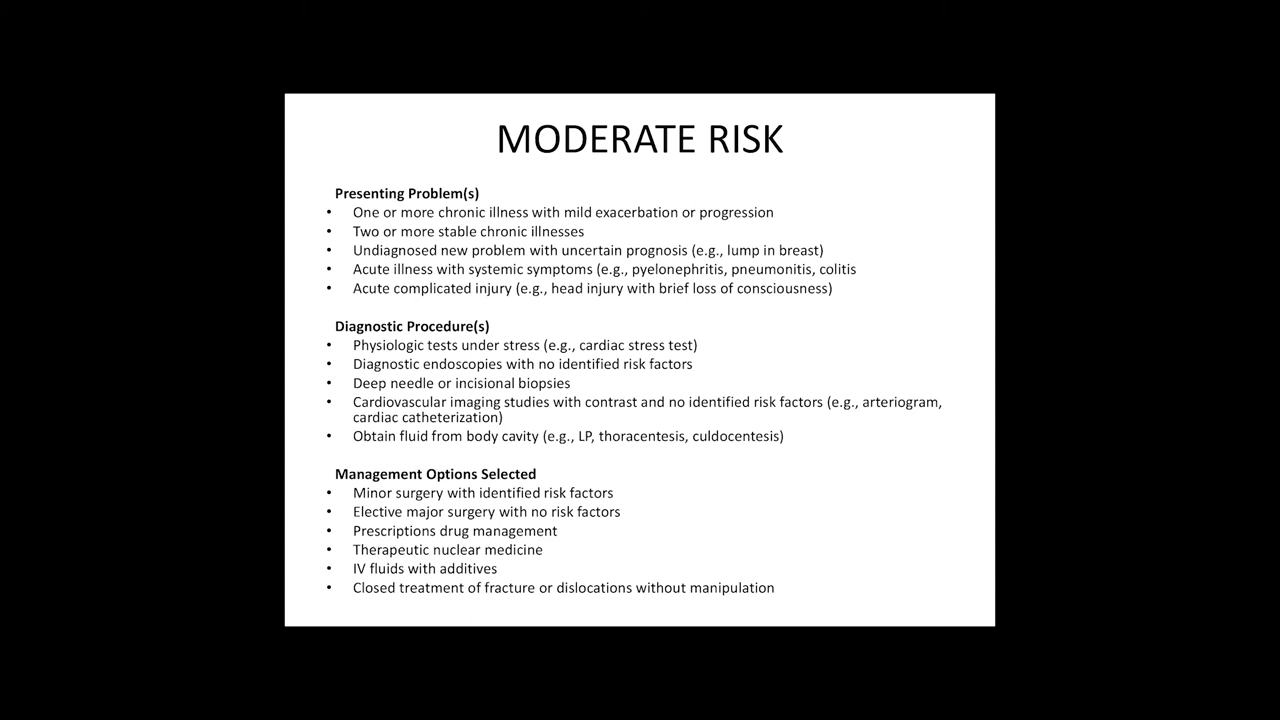 MODERATE RISK
Presenting Problem(s)
• One or more chronic illness with mild exacerbation or progression
• Two or more stable chronic illnesses
• Undiagnosed new problem with uncertain prognosis (e.g., lump in breast)
• Acute illness with systemic symptoms (e.g., pyelonephritis, pneumonitis, colitis
• Acute complicated injury (e.g., head injury with brief loss of consciousness)
Diagnostic Procedure(s)
• Physiologic tests under stress (e.g., cardiac stress test)
• Diagnostic endoscopies with no identified risk factors
• Deep needle or incisional biopsies
• Cardiovascular imaging studies with contrast and no identified risk factors (e.g., arteriogram,
cardiac catheterization)
• Obtain fluid from body cavity (e.g., LP, thoracentesis, culdocentesis)
Management Options Selected
• Minor surgery with identified risk factors
• Elective major surgery with no risk factors
• Prescriptions drug management
• Therapeutic nuclear medicine
• IV fluids with additives
• Closed treatment of fracture or dislocations without manipulation